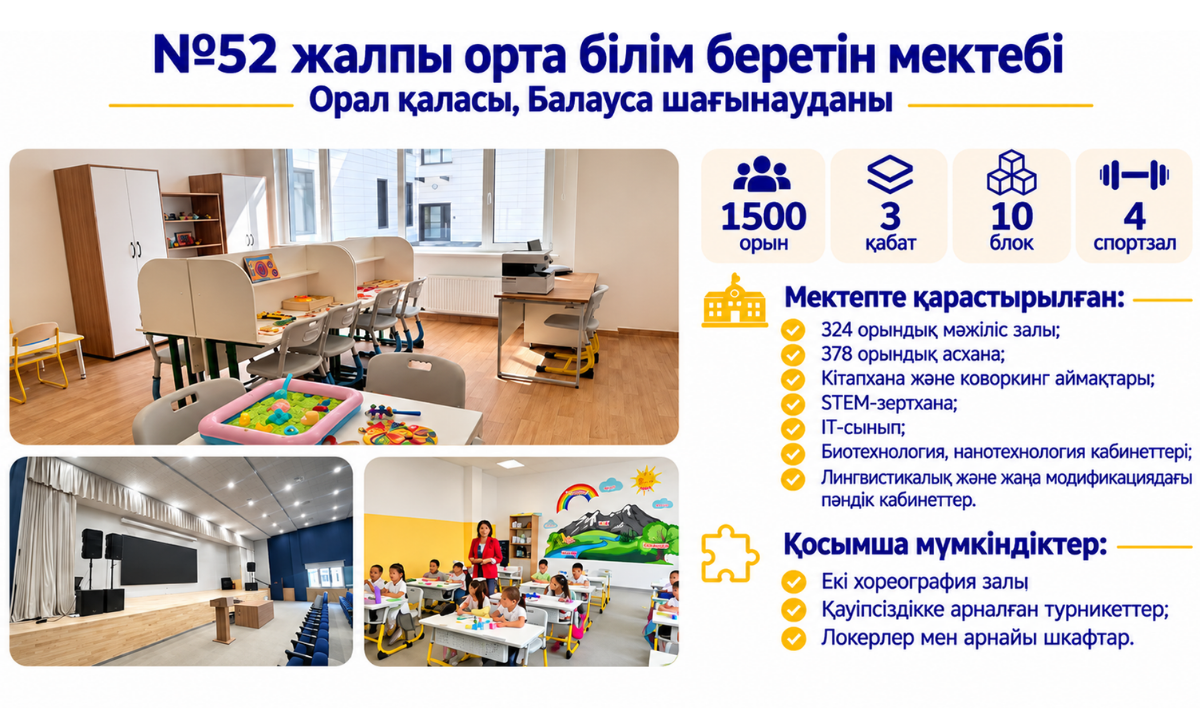 №52 жалпы орта білім беретін мектебі
Орал қаласы, Балауса шағынауданы
1500
орын
3
қабат
10
блок
4
спортзал
Мектепте қарастырылған:
324 орындық мәжіліс залы;
378 орындық асхана;
Кітапхана және коворкинг аймақтары;
STEM-зертхана;
IT-сынып;
Биотехнология, нанотехнология кабинеттері;
Лингвистикалық және жаңа модификациядағы
пәндік кабинеттер.
Қосымша мүмкіндіктер:
Екі хореография залы
Қауіпсіздікке арналған турникеттер;
Локерлер мен арнайы шкафтар.